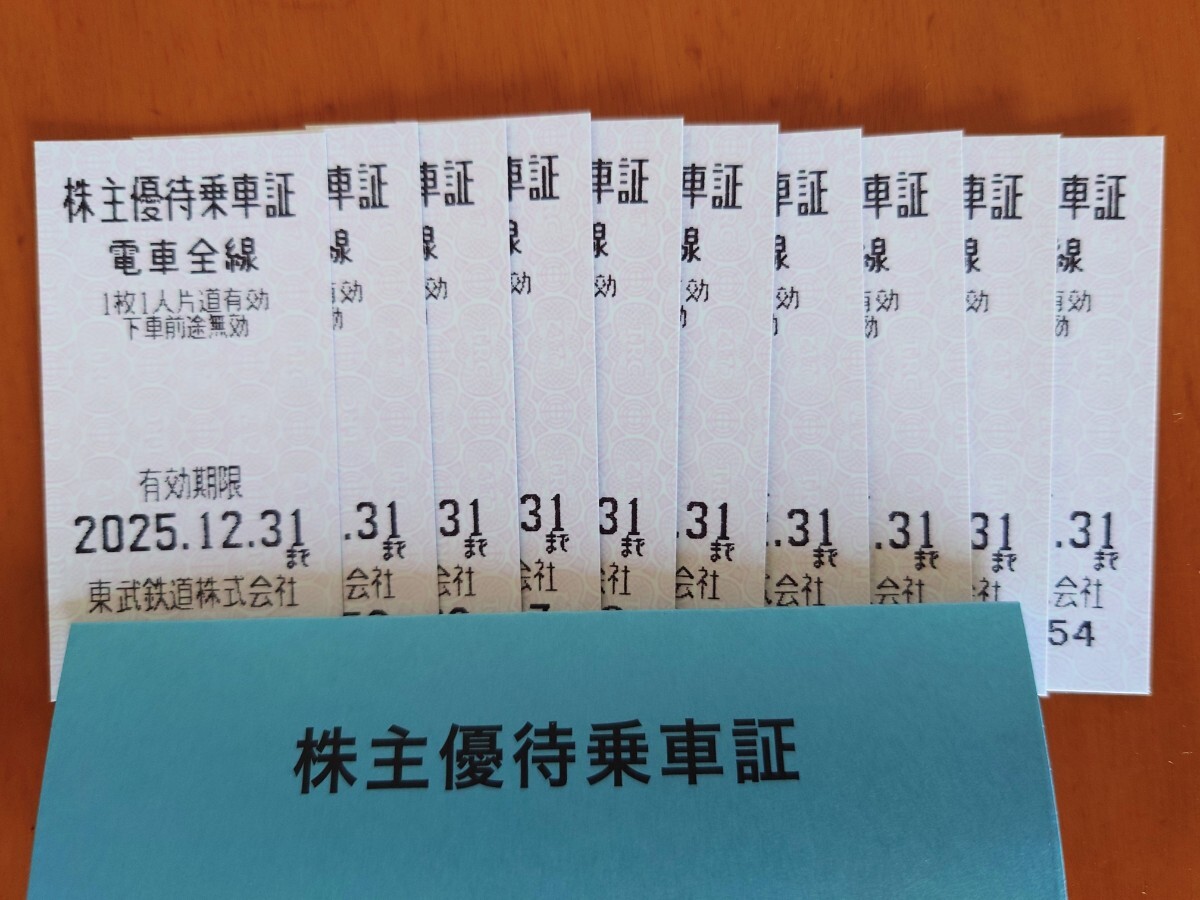 株主優待乗車証
電車全線
1枚1人片道有効
下車前途無効
有効期限
2025.12.31まで
東武鉄道株式会社
車証
線
有効
効
.31まで
会社
車証
線
効
31まで
会社
車証
線
効
31まで
会社
7
車証
線
効
31まで
会社
車証
線
効
.31まで
会社
車証
線
有効
効
.31まで
式会社
車証
線
有効
効
.31まで
式会社
車証
線
有効
効
31まで
会社
車証
線
有効
効
.31まで
会社
54
株主優待乗車証